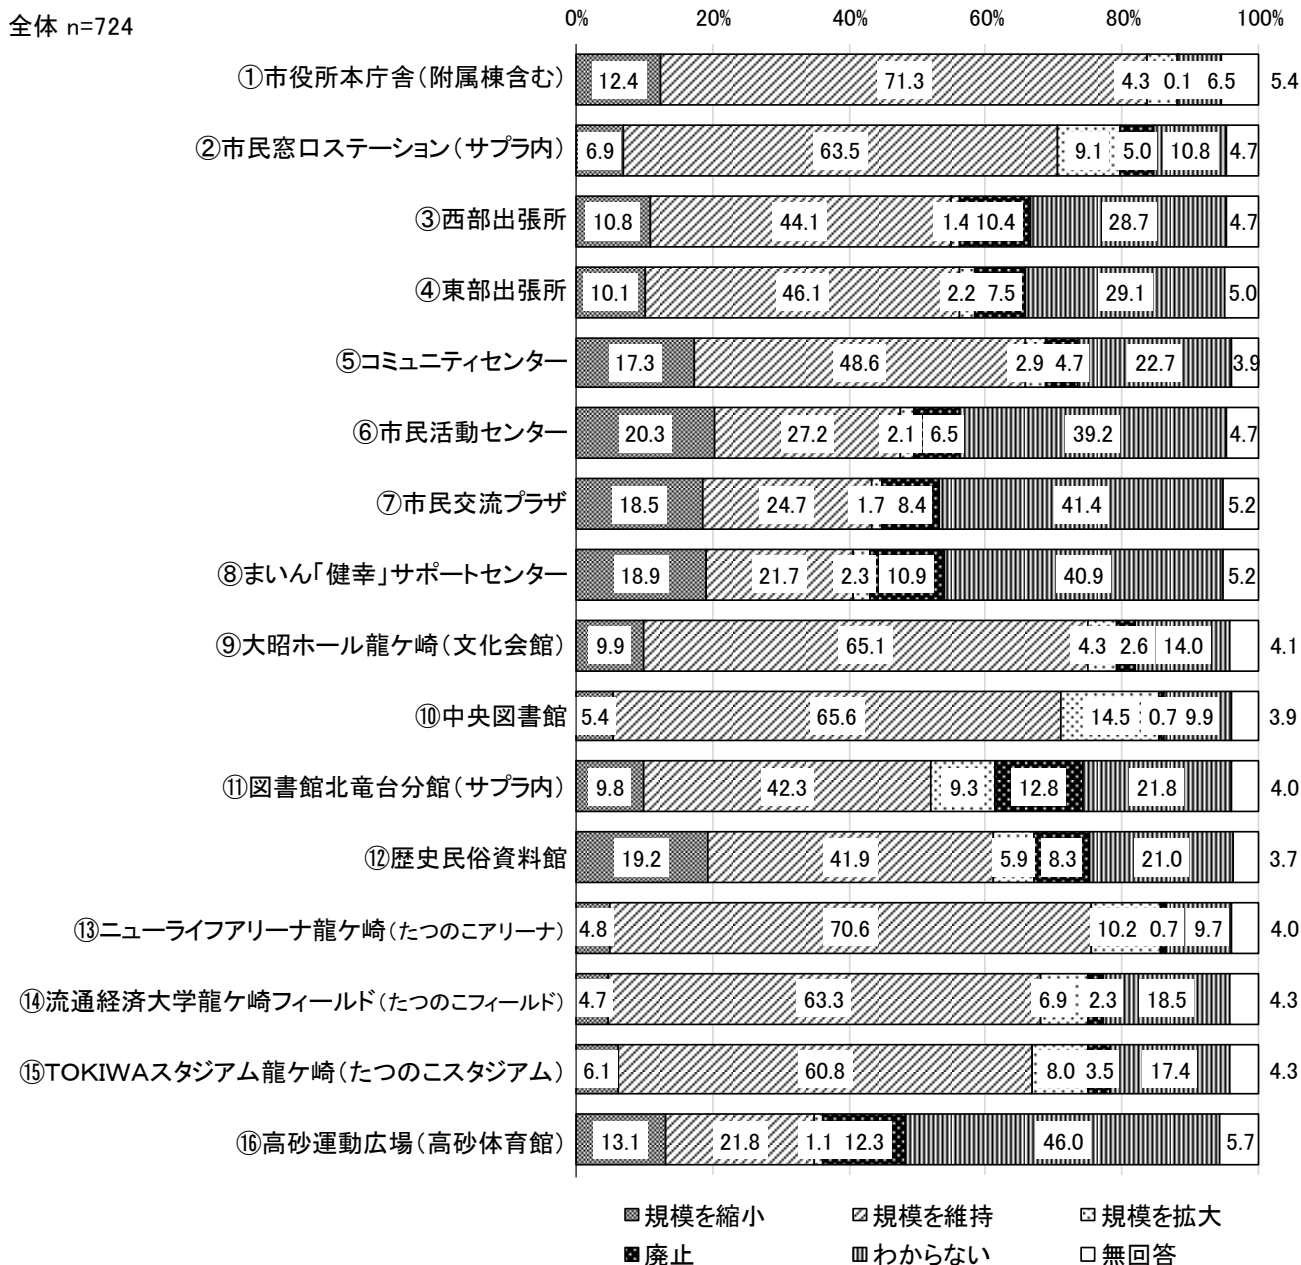 全体 n=724
0% 20% 40% 60% 80% 100%
①市役所本庁舎（附属棟含む） 12.4 71.3 4.3 0.1 6.5 5.4
②市民窓口ステーション（サプラ内） 6.9 63.5 9.1 5.0 10.8 4.7
③西部出張所 10.8 44.1 1.4 10.4 28.7 4.7
④東部出張所 10.1 46.1 2.2 7.5 29.1 5.0
⑤コミュニティセンター 17.3 48.6 2.9 4.7 22.7 3.9
⑥市民活動センター 20.3 27.2 2.1 6.5 39.2 4.7
⑦市民交流プラザ 18.5 24.7 1.7 8.4 41.4 5.2
⑧まいん「健幸」サポートセンター 18.9 21.7 2.3 10.9 40.9 5.2
⑨大昭ホール龍ケ崎（文化会館） 9.9 65.1 4.3 2.6 14.0 4.1
⑩中央図書館 5.4 65.6 14.5 0.7 9.9 3.9
⑪図書館北竜台分館（サプラ内） 9.8 42.3 9.3 12.8 21.8 4.0
⑫歴史民俗資料館 19.2 41.9 5.9 8.3 21.0 3.7
⑬ニューライフアリーナ龍ケ崎（たつのこアリーナ） 4.8 70.6 10.2 0.7 9.7 4.0
⑭流通経済大学龍ケ崎フィールド（たつのこフィールド） 4.7 63.3 6.9 2.3 18.5 4.3
⑮TOKIWAスタジアム龍ケ崎（たつのこスタジアム） 6.1 60.8 8.0 3.5 17.4 4.3
⑯高砂運動広場（高砂体育館） 13.1 21.8 1.1 12.3 46.0 5.7
規模を縮小 規模を維持 規模を拡大
廃止 わからない 無回答